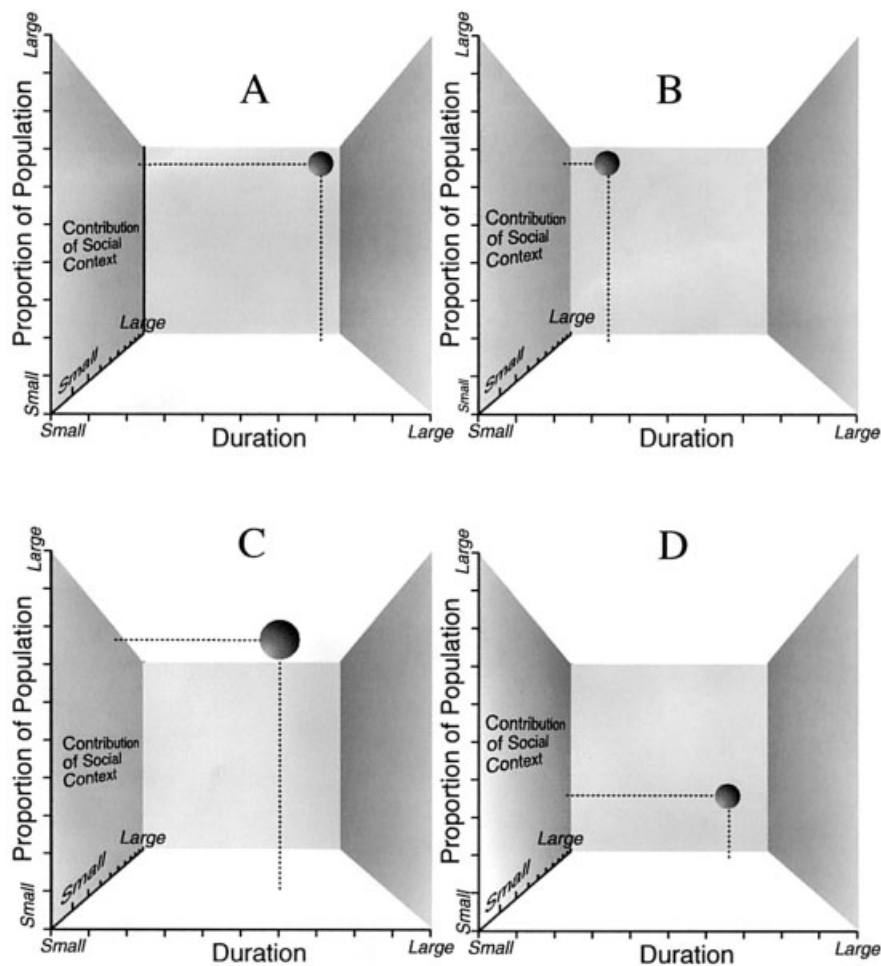 A
Large
Proportion of Population
Small
Contribution
of Social
Context
Large
Small
Small
Duration
Large
B
Large
Proportion of Population
Small
Contribution
of Social
Context
Large
Small
Small
Duration
Large
C
Large
Proportion of Population
Small
Contribution
of Social
Context
Large
Small
Small
Duration
Large
D
Large
Proportion of Population
Small
Contribution
of Social
Context
Large
Small
Small
Duration
Large